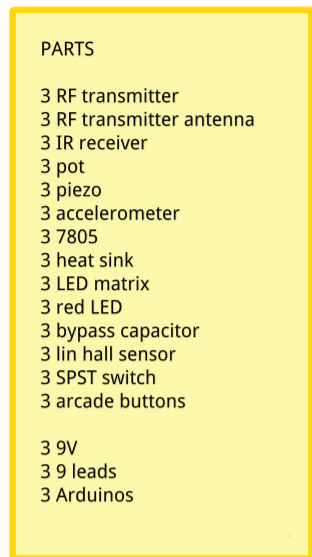 PARTS
3 RF transmitter
3 RF transmitter antenna
3 IR receiver
3 pot
3 piezo
3 accelerometer
3 7805
3 heat sink
3 LED matrix
3 red LED
3 bypass capacitor
3 lin hall sensor
3 SPST switch
3 arcade buttons
3 9V
3 9 leads
3 Arduinos